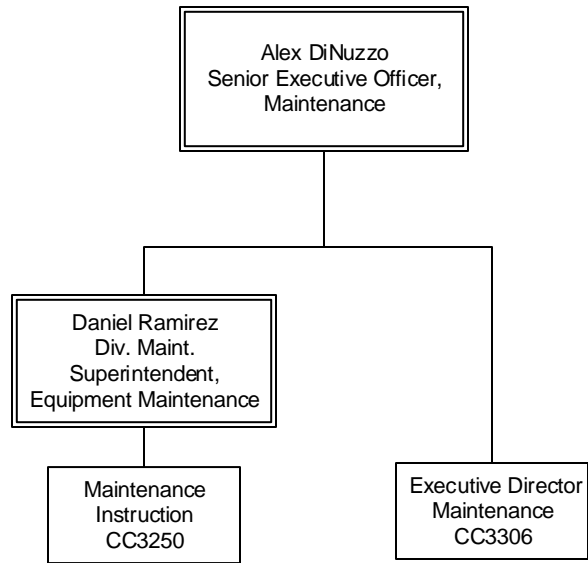 Alex DiNuzzo
Senior Executive Officer,
Maintenance
Daniel Ramirez
Div. Maint.
Superintendent,
Equipment Maintenance
Maintenance
Instruction
CC3250
Executive Director
Maintenance
CC3306